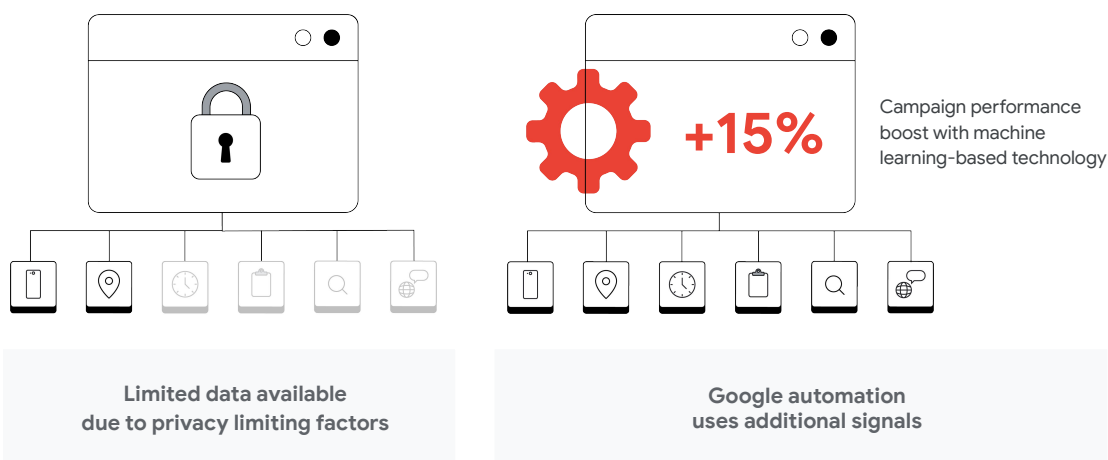 +15%
Campaign performance
boost with machine
learning-based technology
Limited data available
due to privacy limiting factors
Google automation
uses additional signals